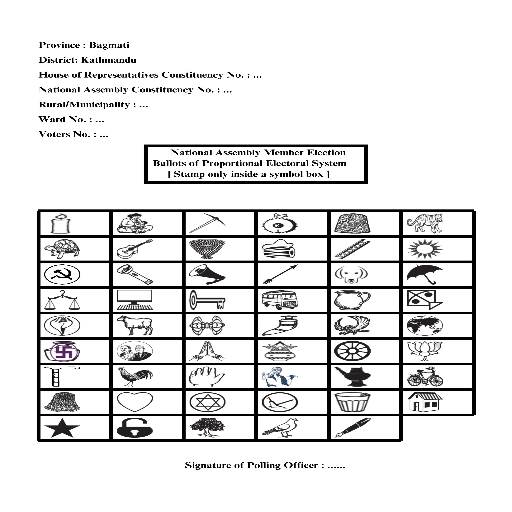 Province : Bagmati
District: Kathmandu
House of Representatives Constituency No. : ...
National Assembly Constituency No. : ...
Rural/Municipality : ...
Ward No. : ...
Voters No. : ...
National Assembly Member Election
Ballots of Proportional Electoral System
[ Stamp only inside a symbol box ]
Signature of Polling Officer : ......